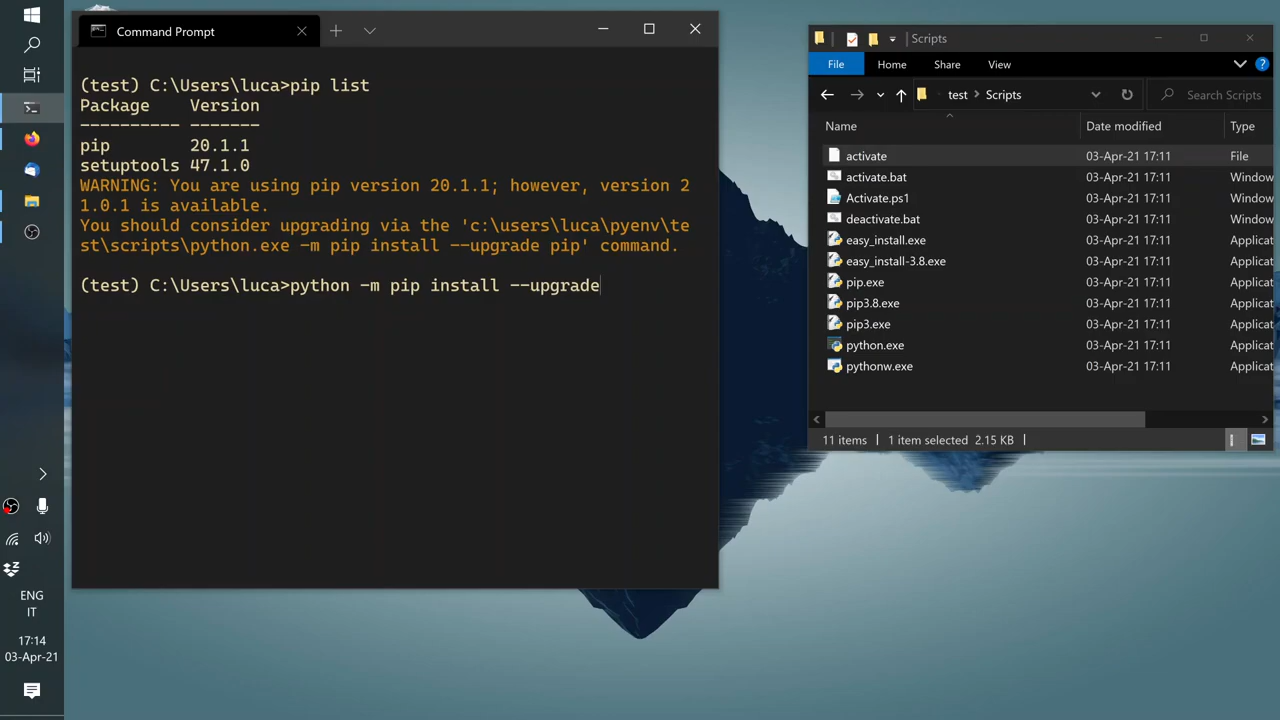 Command Prompt
(test) C:\Users\luca>pip list
Package Version
---------- -------
pip 20.1.1
setuptools 47.1.0
WARNING: You are using pip version 20.1.1; however, version 2
1.0.1 is available.
You should consider upgrading via the 'c:\users\luca\pyenv\te
st\scripts\python.exe -m pip install --upgrade pip' command.
(test) C:\Users\luca>python -m pip install --upgrade
Scripts
File Home Share View
test Scripts Search Scripts
Name Date modified Type
activate 03-Apr-21 17:11 File
activate.bat 03-Apr-21 17:11 Window
Activate.ps1 03-Apr-21 17:11 Window
deactivate.bat 03-Apr-21 17:11 Window
easy_install.exe 03-Apr-21 17:11 Applicat
easy_install-3.8.exe 03-Apr-21 17:11 Applicat
pip.exe 03-Apr-21 17:11 Applicat
pip3.8.exe 03-Apr-21 17:11 Applicat
pip3.exe 03-Apr-21 17:11 Applicat
python.exe 03-Apr-21 17:11 Applicat
pythonw.exe 03-Apr-21 17:11 Applicat
11 items 1 item selected 2.15 KB
ENG
IT
17:14
03-Apr-21